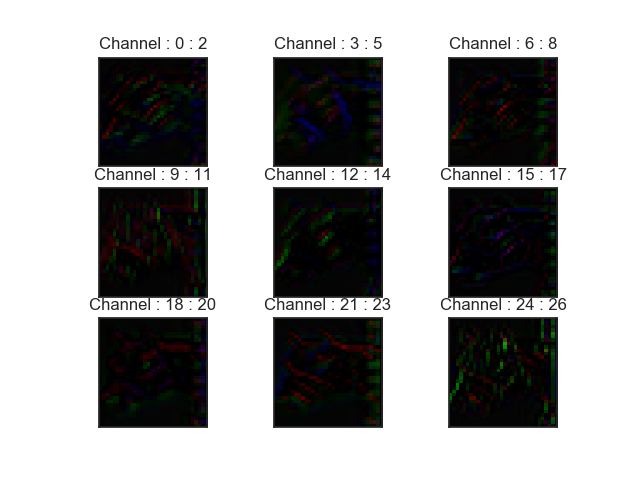 Channel : 0 : 2
Channel : 3 : 5
Channel : 6 : 8
Channel : 9 : 11
Channel : 12 : 14
Channel : 15 : 17
Channel : 18 : 20
Channel : 21 : 23
Channel : 24 : 26